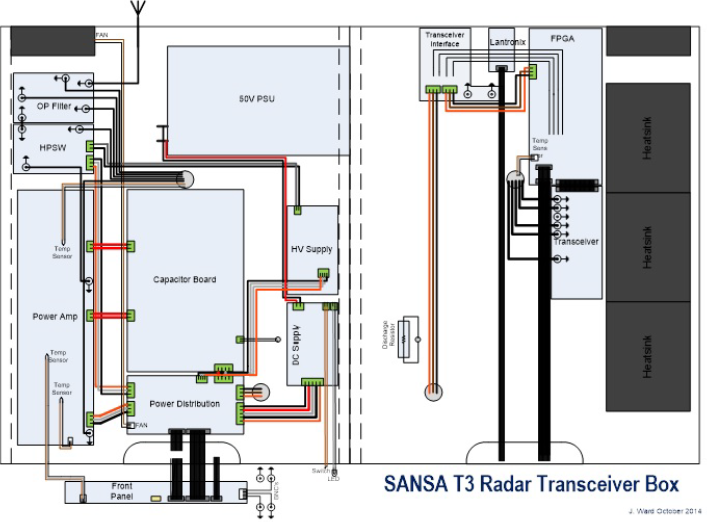 FAN
Transceiver
Interface
Lantronix
FPGA
50V PSU
OP Filter
HPSW
Temp
Heatsink
Temp
Sensor
HV Supply
Capacitor Board
Transceiver
Heatsink
Power Amp
DC Supply
Discharge
Resistor
Heatsink
Temp
Sensor
Temp
Sensor
Power Distribution
FAN
Switch
LED
Front
Panel
BNC's
SANSA T3 Radar Transceiver Box
J. Ward October 2014